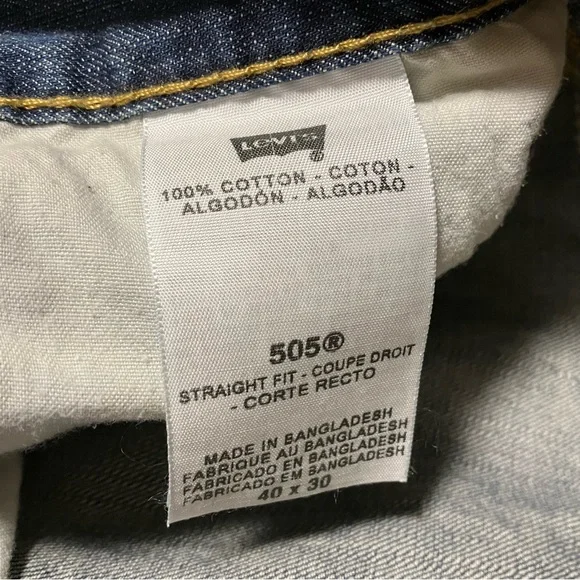 LEVI'S
®
100% COTTON - COTON -
ALGODÓN - ALGODÃO
505®
STRAIGHT FIT - COUPE DROIT
- CORTE RECTO
MADE IN BANGLADESH
FABRIQUE AU BANGLADESH
FABRICADO EN BANGLADESH
FABRICADO EM BANGLADESH
40 x 30